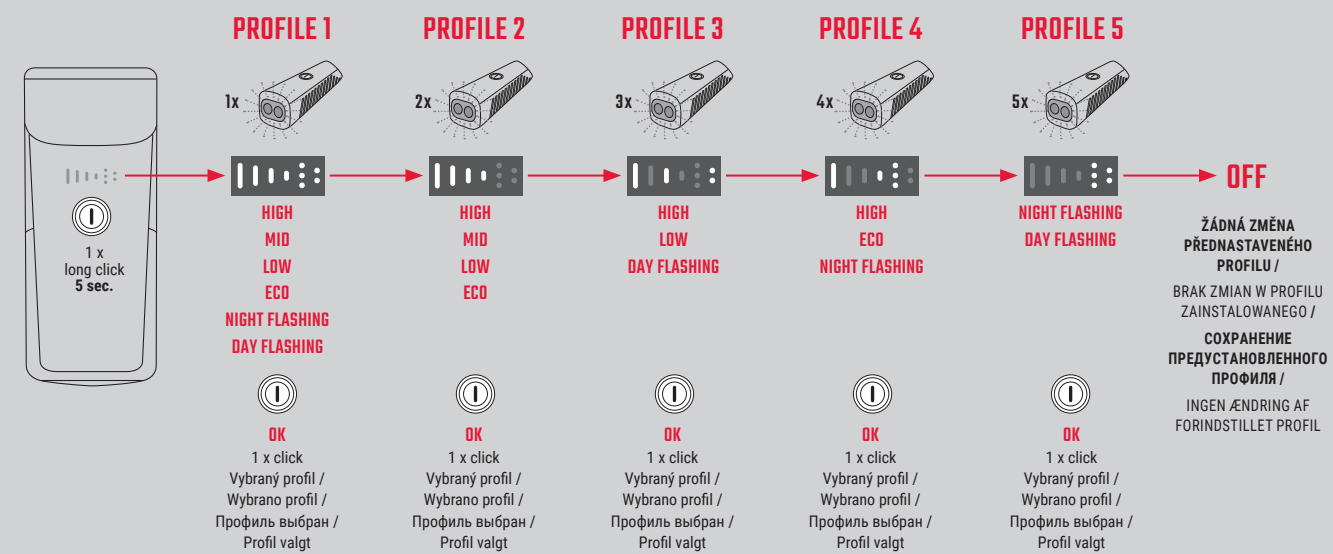 PROFILE 1
PROFILE 2
PROFILE 3
PROFILE 4
PROFILE 5
1x
2x
3x
4x
5x
1 x
long click
5 sec.
HIGH
MID
LOW
ECO
NIGHT FLASHING
DAY FLASHING
HIGH
MID
LOW
ECO
HIGH
LOW
DAY FLASHING
HIGH
ECO
NIGHT FLASHING
NIGHT FLASHING
DAY FLASHING
OFF
ŽÁDNÁ ZMĚNA
PŘEDNASTAVENÉHO
PROFILU /
BRAK ZMIAN W PROFILU
ZAINSTALOWANEGO /
СОХРАНЕНИЕ
ПРЕДУСТАНОВЛЕННОГО
ПРОФИЛЯ /
INGEN ÆNDRING AF
FORINDSTILLET PROFIL
OK
1 x click
Vybraný profil /
Wybrano profil /
Профиль выбран /
Profil valgt
OK
1 x click
Vybraný profil /
Wybrano profil /
Профиль выбран /
Profil valgt
OK
1 x click
Vybraný profil /
Wybrano profil /
Профиль выбран /
Profil valgt
OK
1 x click
Vybraný profil /
Wybrano profil /
Профиль выбран /
Profil valgt
OK
1 x click
Vybraný profil /
Wybrano profil /
Профиль выбран /
Profil valgt